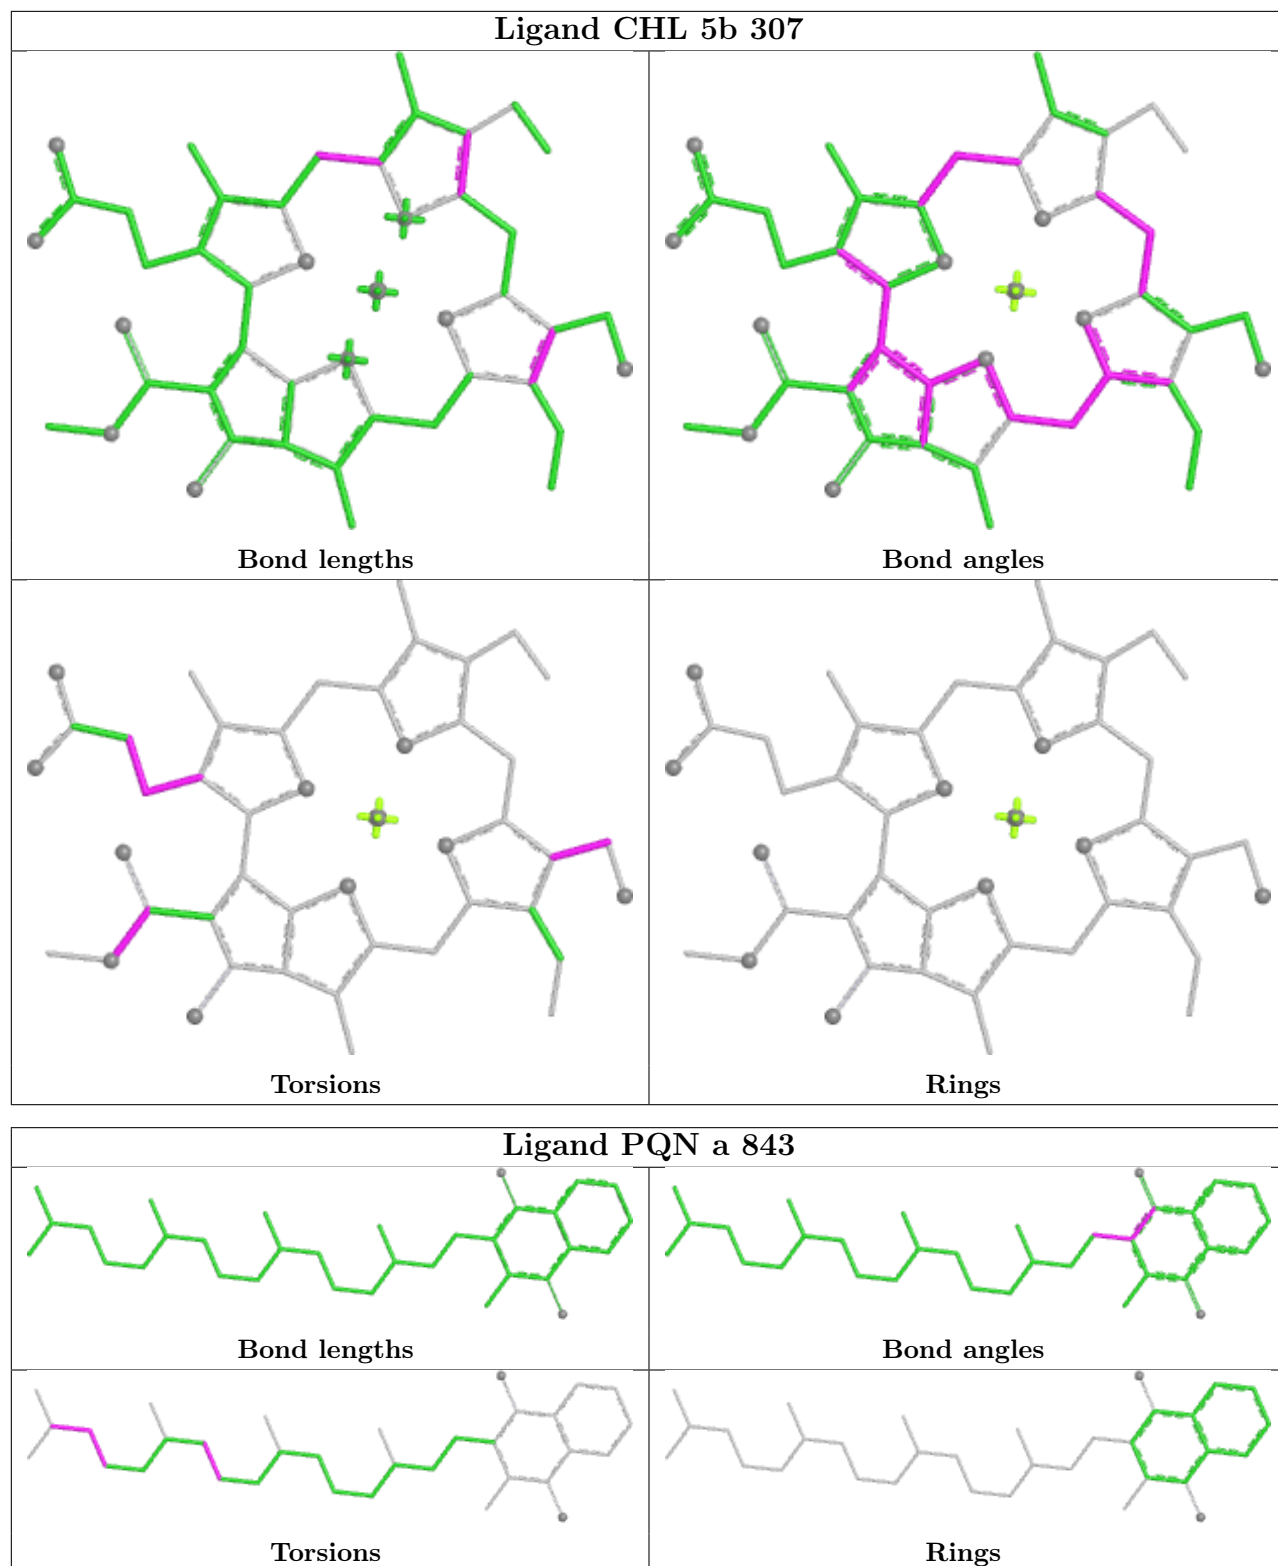 Ligand CHL 5b 307
Bond lengths
Bond angles
Torsions
Rings
Ligand PQN a 843
Bond lengths
Bond angles
Torsions
Rings